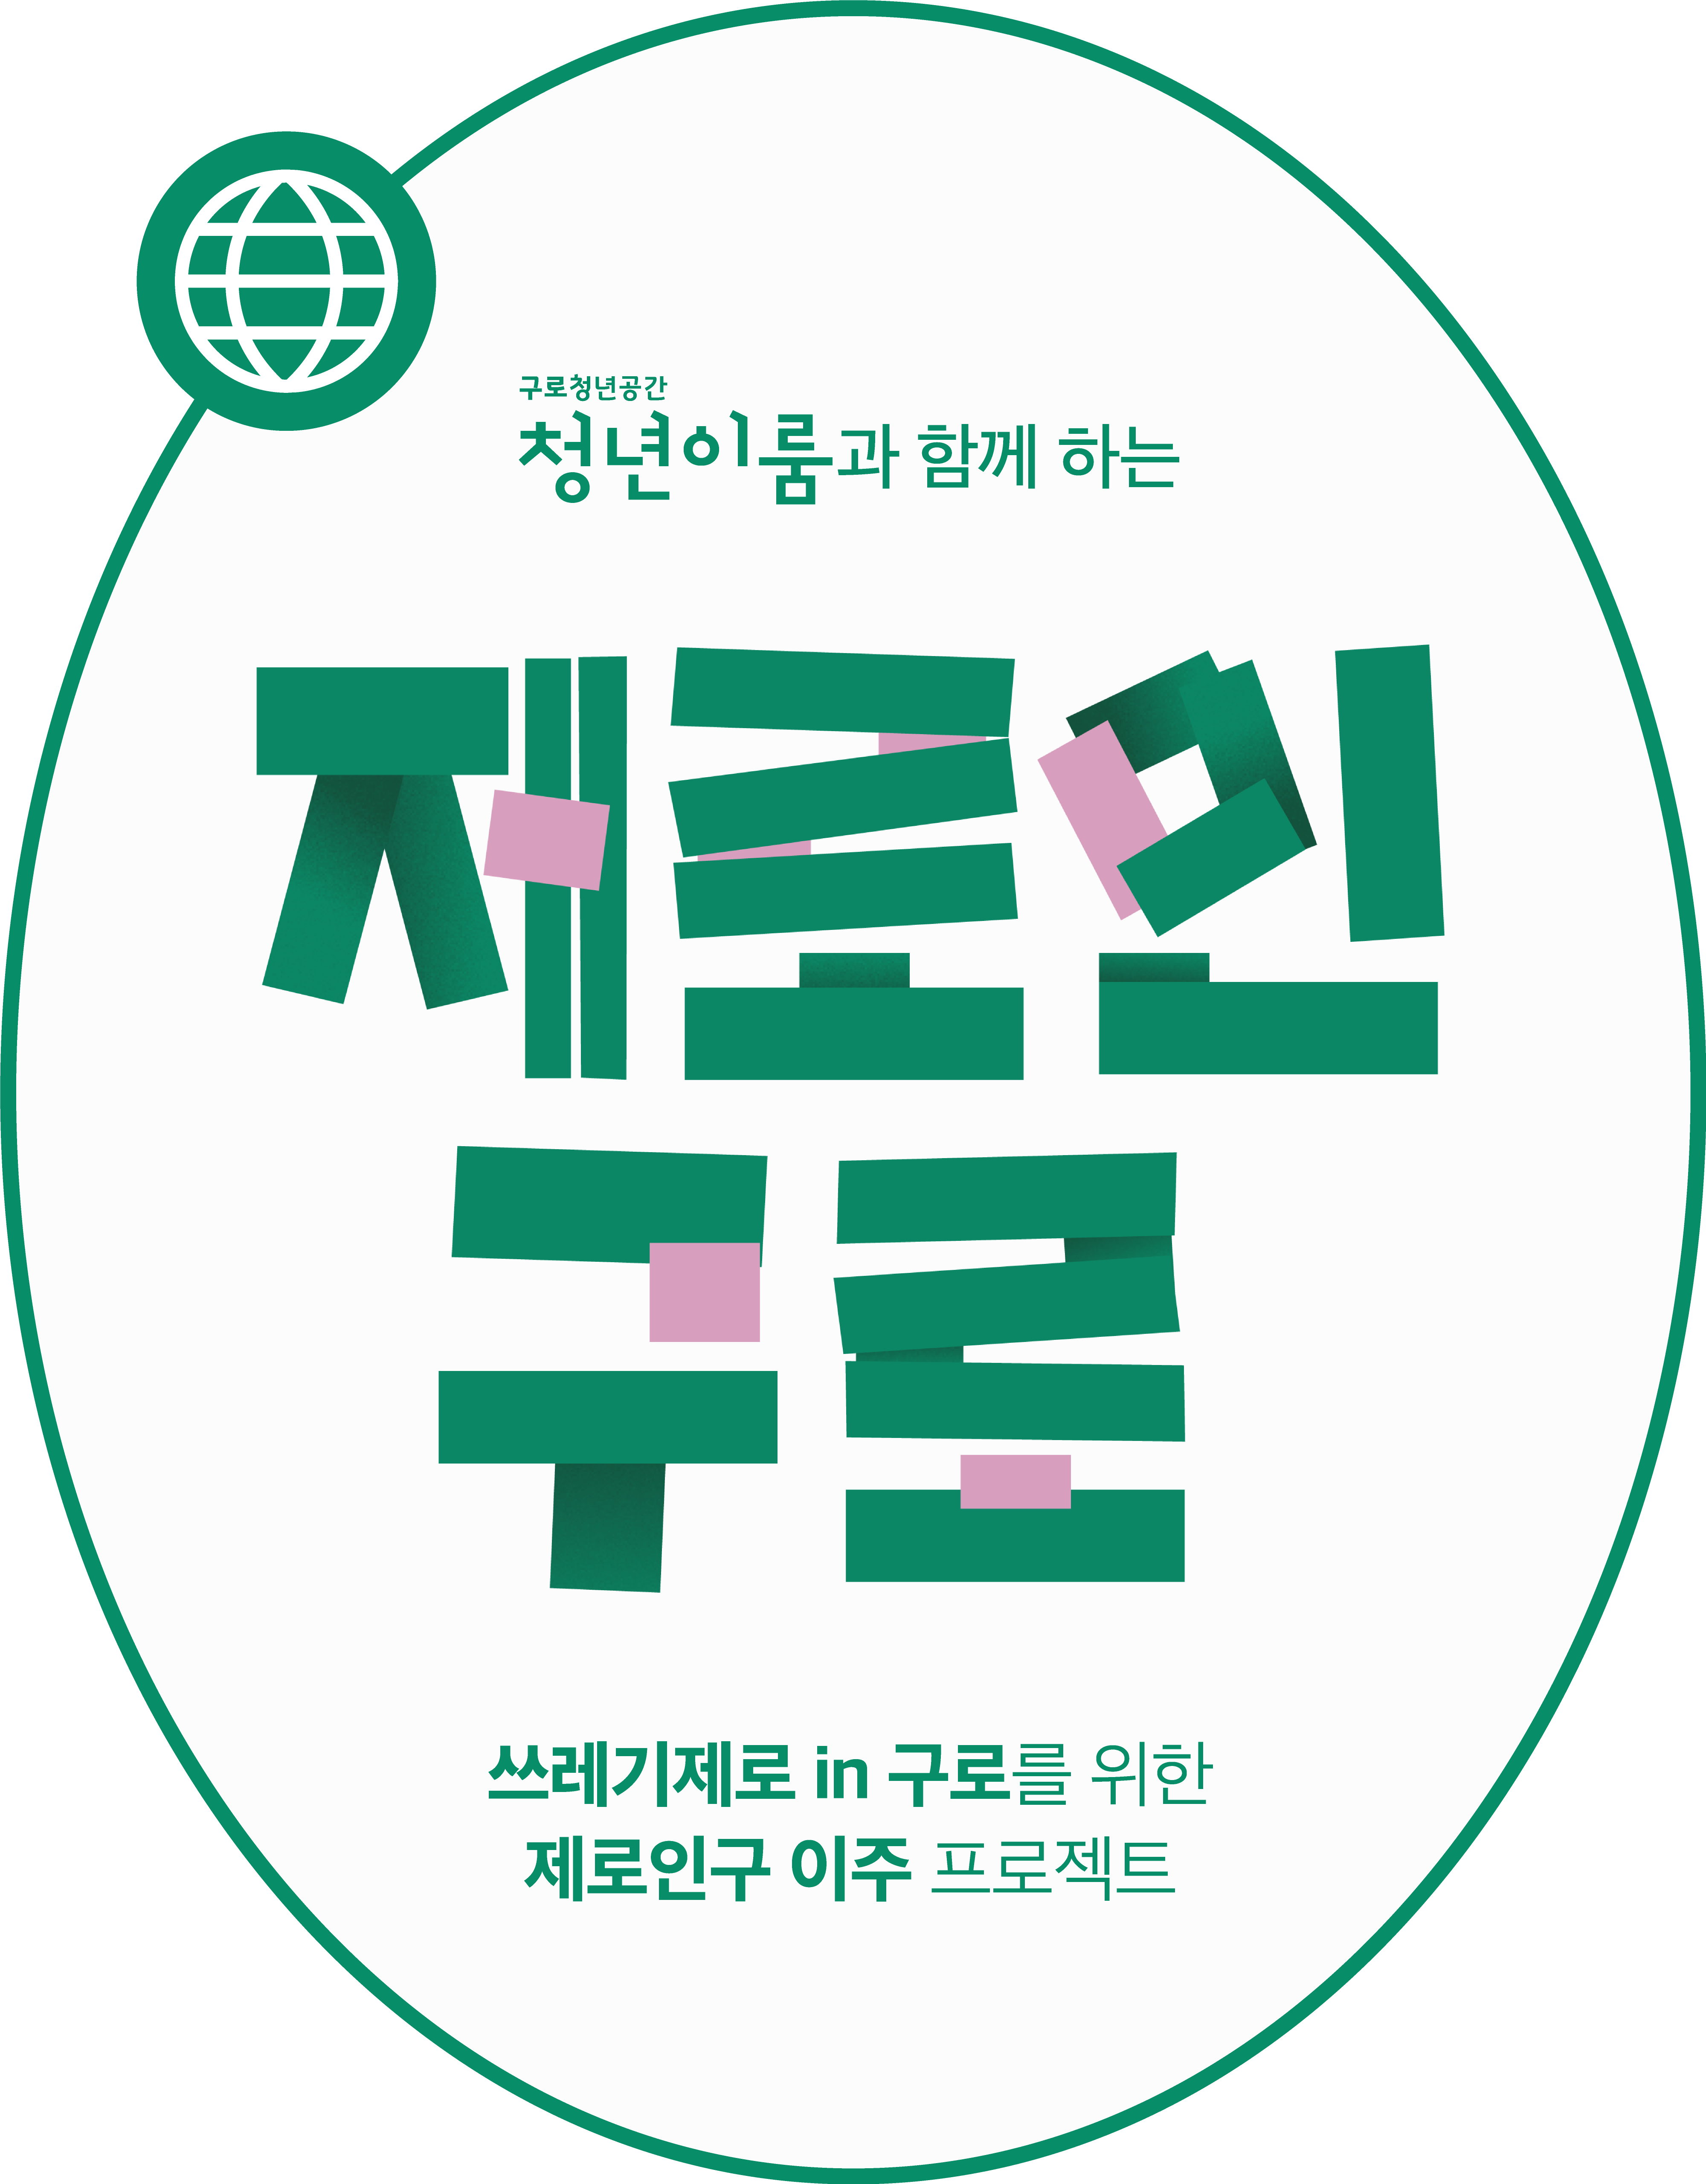 구로청년공간
청년이룸과 함께 하는
제로인
구로
쓰레기제로 in 구로를 위한
제로인구 이주 프로젝트